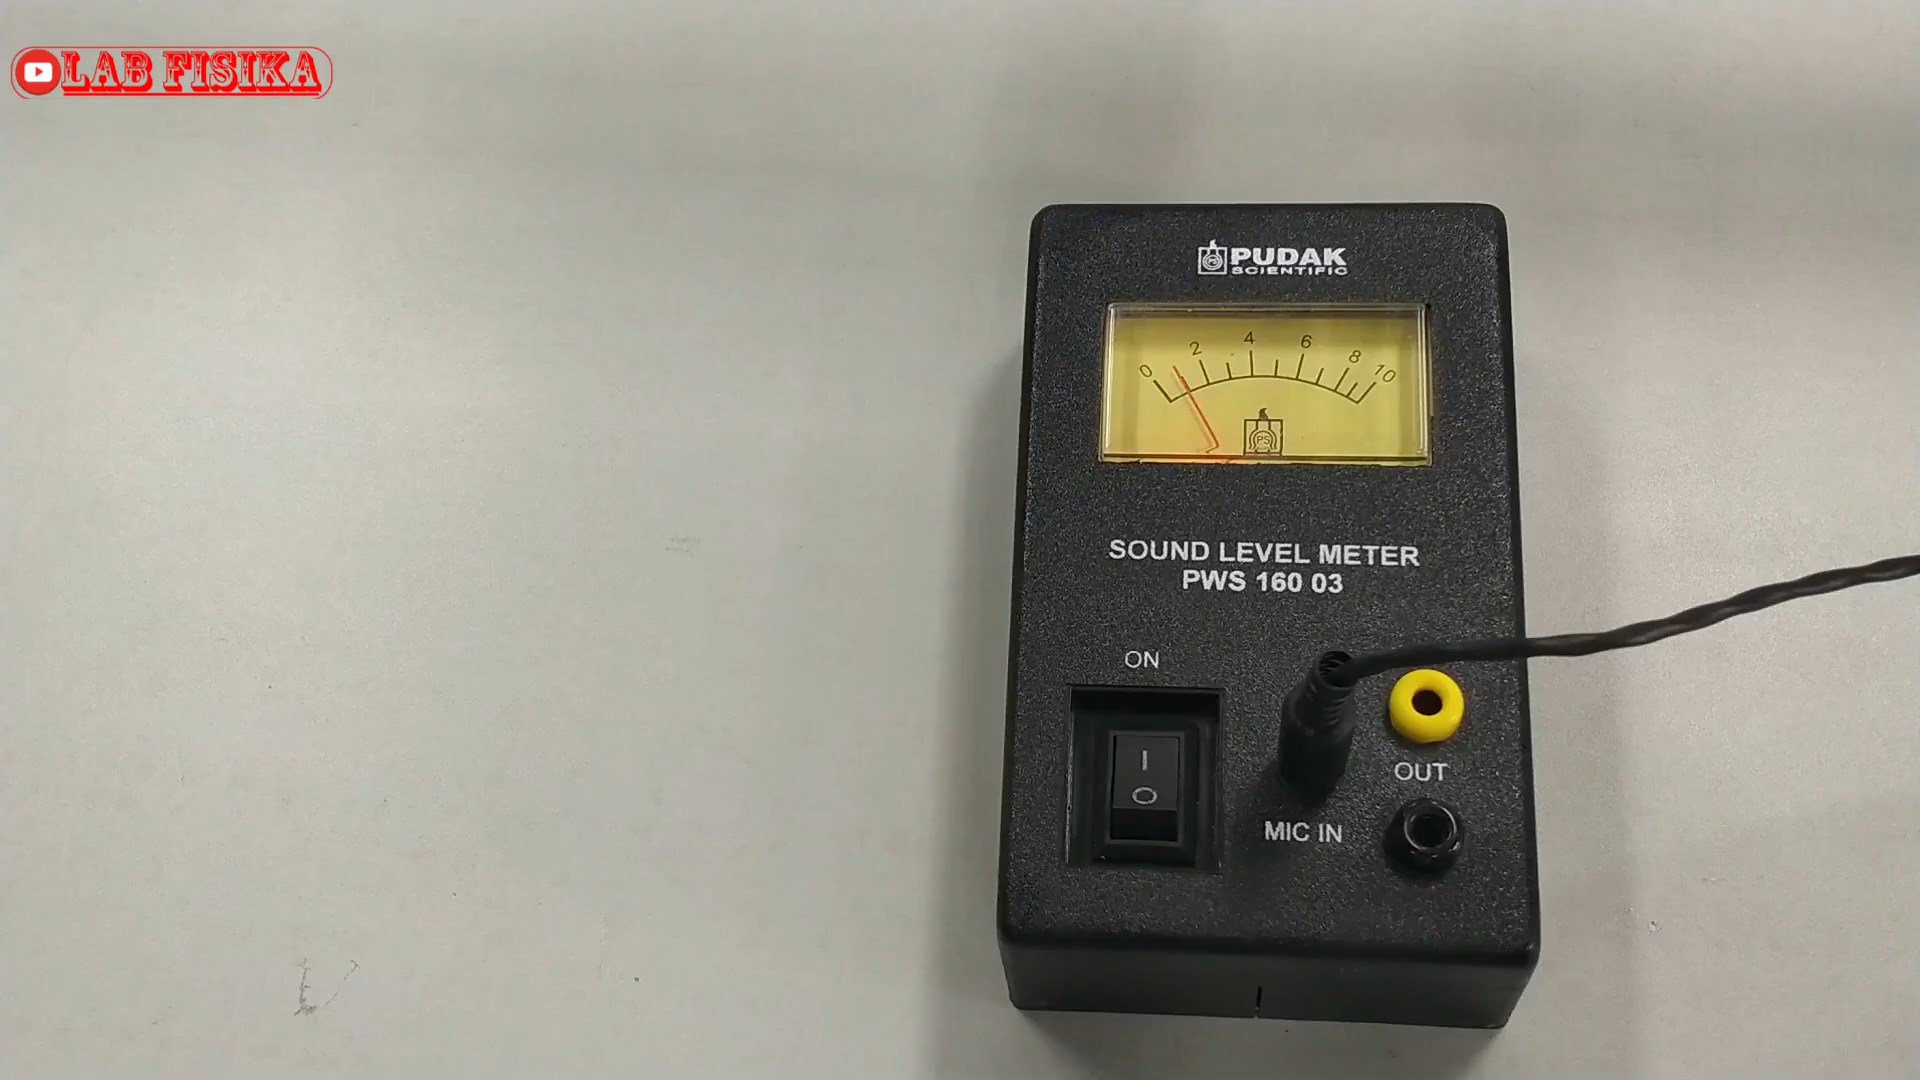 LAB FISIKA
PUDAK
SCIENTIFIC
0 2 4 6 8 10
PS
SOUND LEVEL METER
PWS 160 03
ON
I
O
OUT
MIC IN